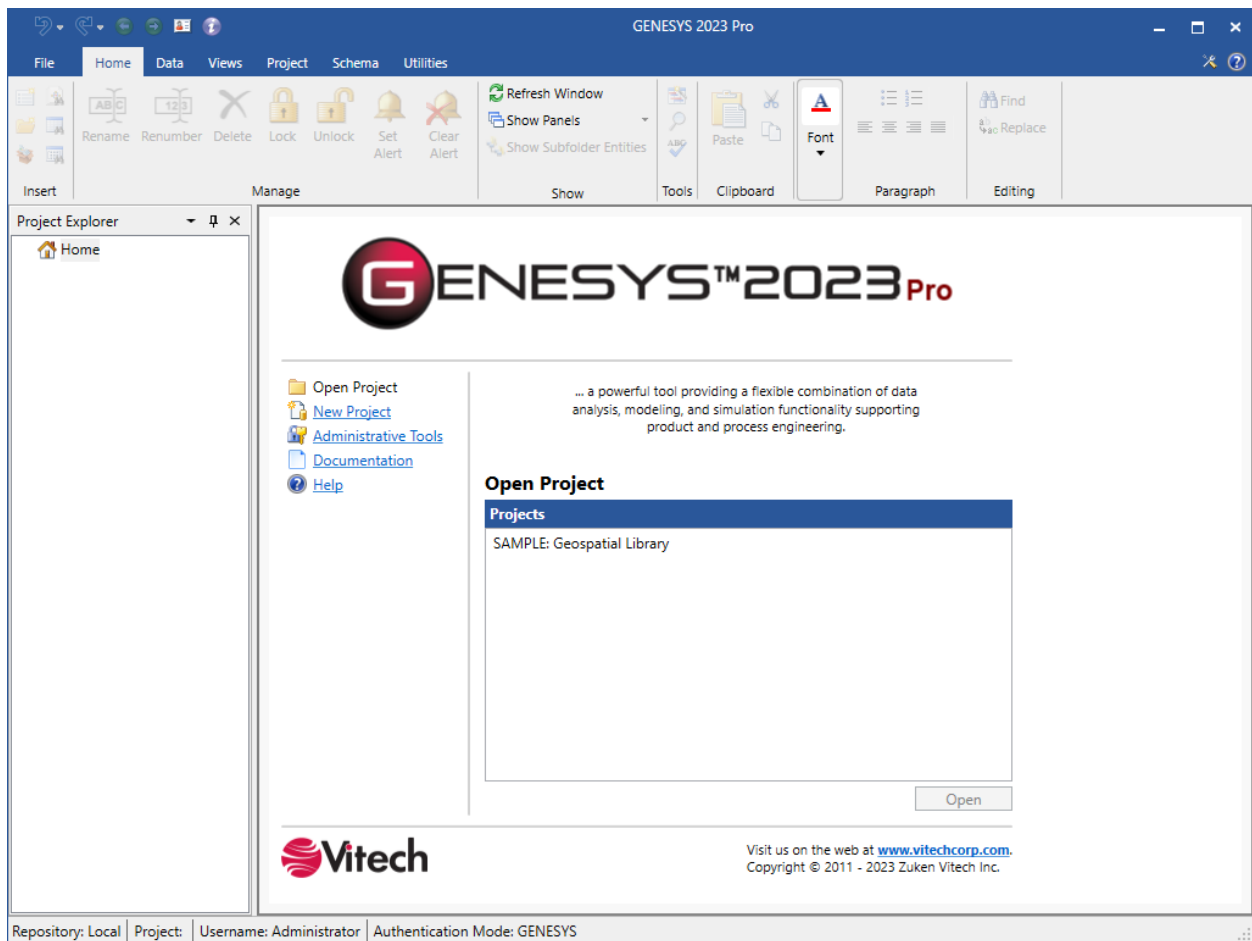 GENESYS 2023 Pro
File Home Data Views Project Schema Utilities
Rename Renumber Delete Lock Unlock Set Alert Clear Alert
Refresh Window
Show Panels
Show Subfolder Entities
Paste
Font
Find
Replace
Insert Manage Show Tools Clipboard Paragraph Editing
Project Explorer
Home
GENESYS™2023 Pro
Open Project
New Project
Administrative Tools
Documentation
Help
... a powerful tool providing a flexible combination of data
analysis, modeling, and simulation functionality supporting
product and process engineering.
Open Project
Projects
SAMPLE: Geospatial Library
Open
Vitech
Visit us on the web at www.vitechcorp.com.
Copyright © 2011 - 2023 Zuken Vitech Inc.
Repository: Local Project: Username: Administrator Authentication Mode: GENESYS